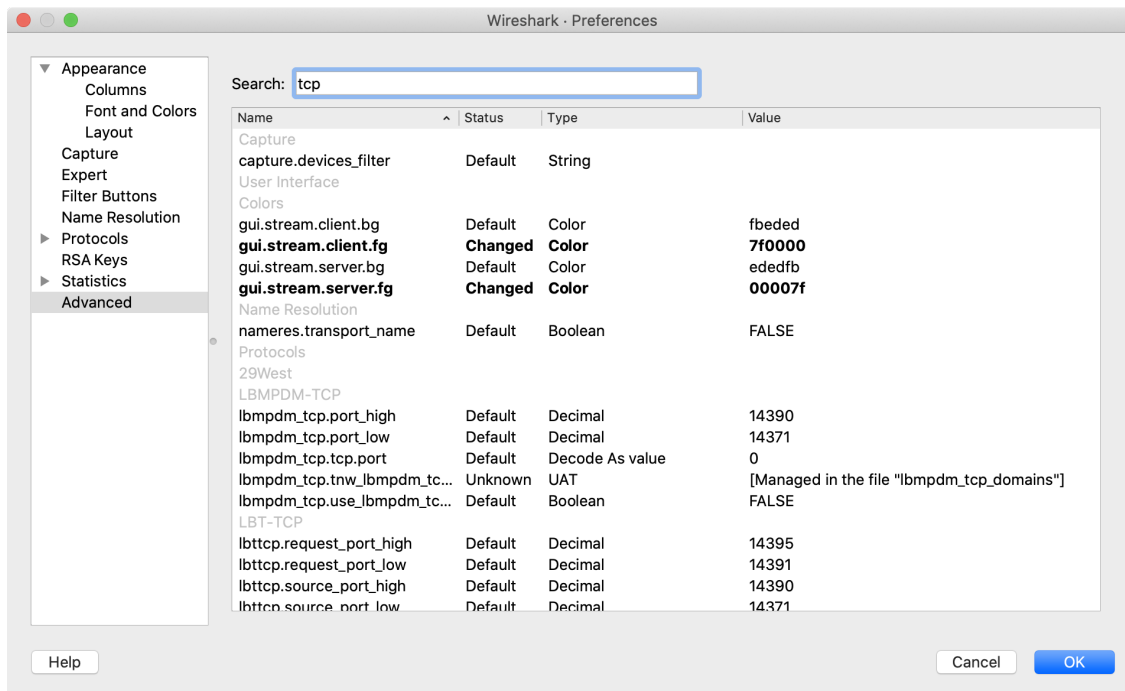 Wireshark · Preferences
Appearance
Columns
Font and Colors
Layout
Capture
Expert
Filter Buttons
Name Resolution
Protocols
RSA Keys
Statistics
Advanced
Search: tcp
Name Status Type Value
Capture
capture.devices_filter Default String
User Interface
Colors
gui.stream.client.bg Default Color fbeded
gui.stream.client.fg Changed Color 7f0000
gui.stream.server.bg Default Color ededfb
gui.stream.server.fg Changed Color 00007f
Name Resolution
nameres.transport_name Default Boolean FALSE
Protocols
29West
LBMPDM-TCP
lbmpdm_tcp.port_high Default Decimal 14390
lbmpdm_tcp.port_low Default Decimal 14371
lbmpdm_tcp.tcp.port Default Decode As value 0
lbmpdm_tcp.tnw_lbmpdm_tc... Unknown UAT [Managed in the file "lbmpdm_tcp_domains"]
lbmpdm_tcp.use_lbmpdm_tc... Default Boolean FALSE
LBT-TCP
lbttcp.request_port_high Default Decimal 14395
lbttcp.request_port_low Default Decimal 14391
lbttcp.source_port_high Default Decimal 14390
lbttcp.source_port_low Default Decimal 14371
Help
Cancel
OK